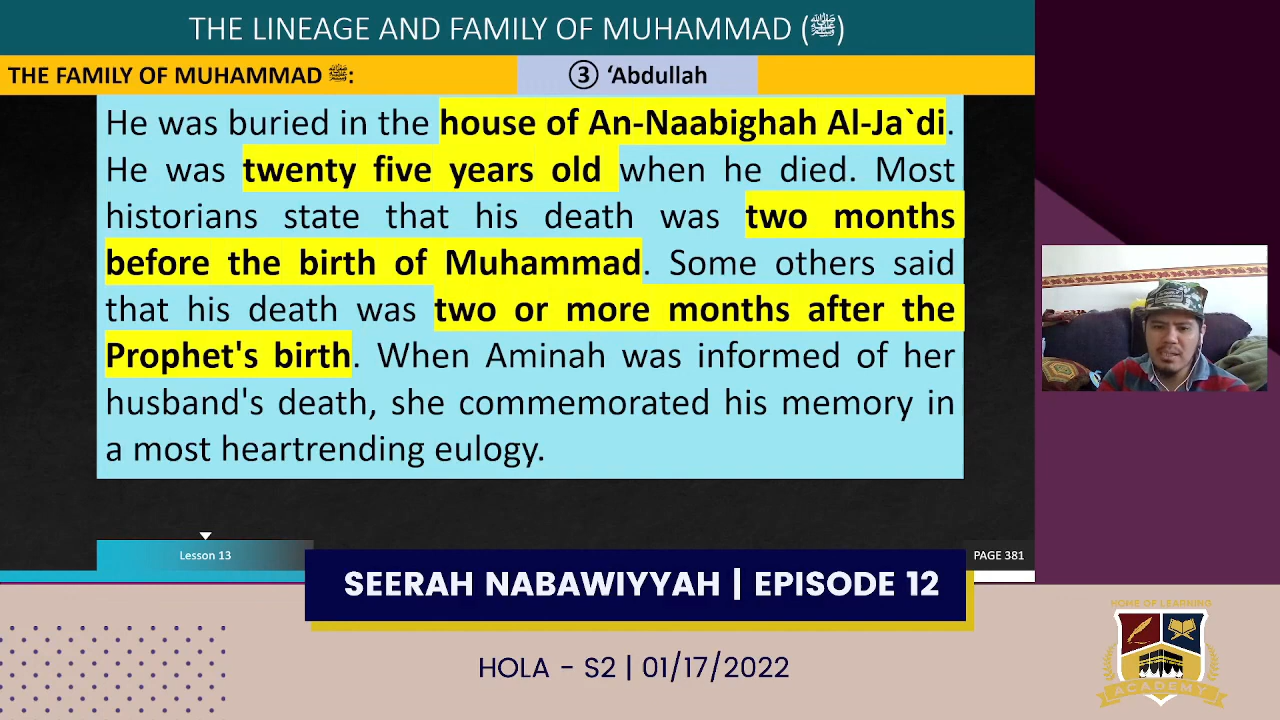 THE LINEAGE AND FAMILY OF MUHAMMAD (ﷺ)
THE FAMILY OF MUHAMMAD ﷺ:
③ ‘Abdullah
He was buried in the house of An-Naabighah Al-Ja`di.
He was twenty five years old when he died. Most
historians state that his death was two months
before the birth of Muhammad. Some others said
that his death was two or more months after the
Prophet's birth. When Aminah was informed of her
husband's death, she commemorated his memory in
a most heartrending eulogy.
Lesson 13
PAGE 381
SEERAH NABAWIYYAH | EPISODE 12
HOLA - S2 | 01/17/2022
HOME OF LEARNING
ACADEMY